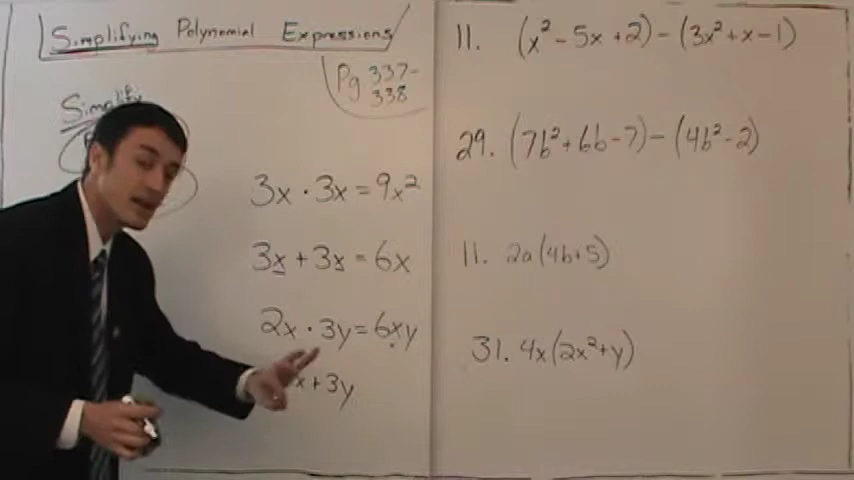 Simplifying Polynomial Expressions
Pg 337-
338
Simplify
3x · 3x = 9x²
3x + 3x = 6x
2x · 3y = 6xy
x + 3y
11. (x² - 5x + 2) - (3x² + x - 1)
29. (7b² + 6b - 7) - (4b² - 2)
11. 2a(4b+5)
31. 4x(2x²+y)